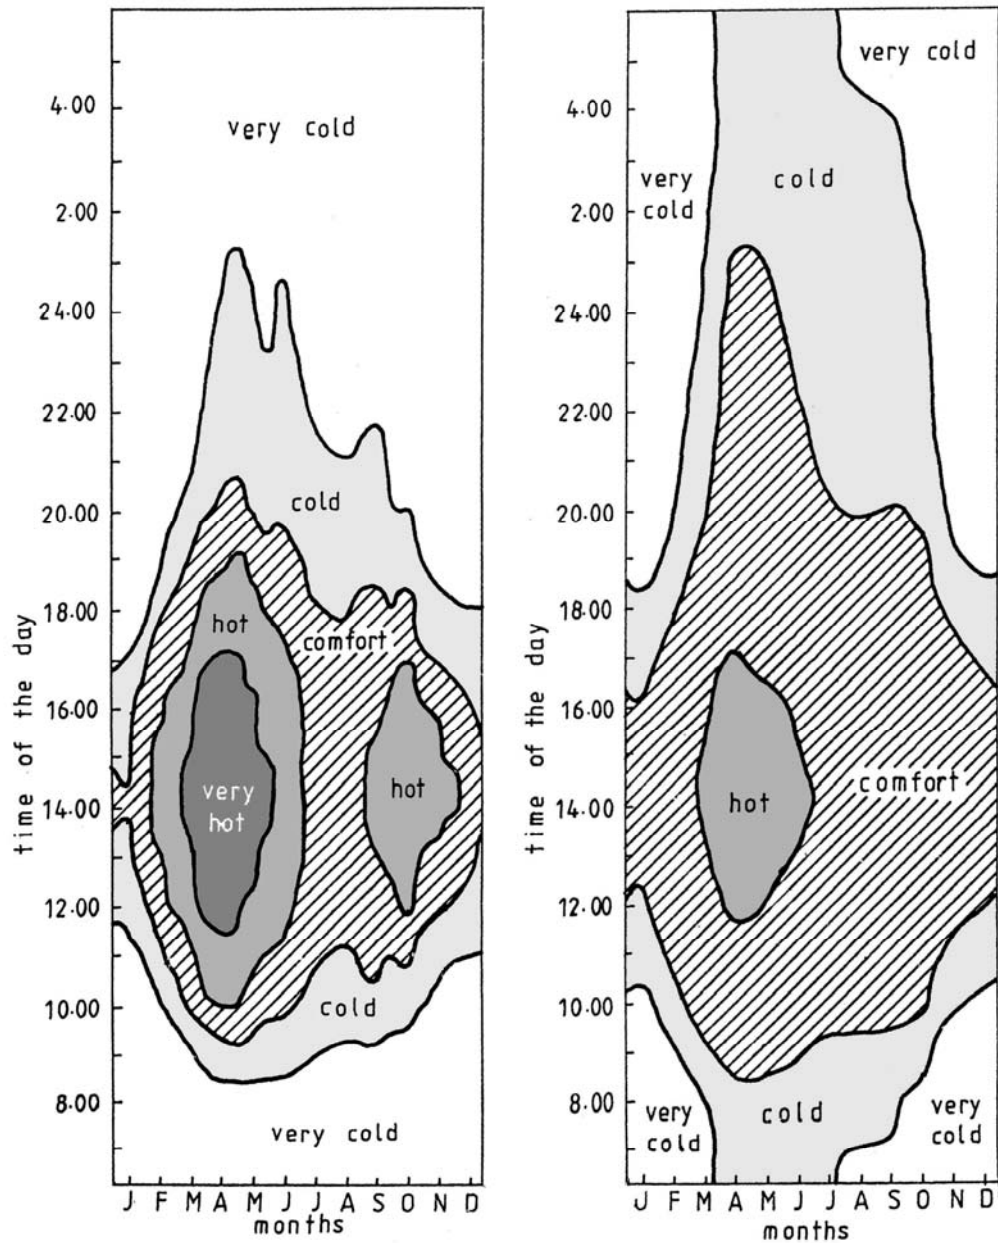 4.00
2.00
24.00
22.00
20.00
18.00
16.00
14.00
12.00
10.00
8.00
time of the day
very cold
cold
hot
comfort
very
hot
hot
cold
very cold
J F M A M J J A S O N D
months
4.00
2.00
24.00
22.00
20.00
18.00
16.00
14.00
12.00
10.00
8.00
time of the day
very cold
very
cold
cold
comfort
hot
very
cold
cold
very
cold
J F M A M J J A S O N D
months